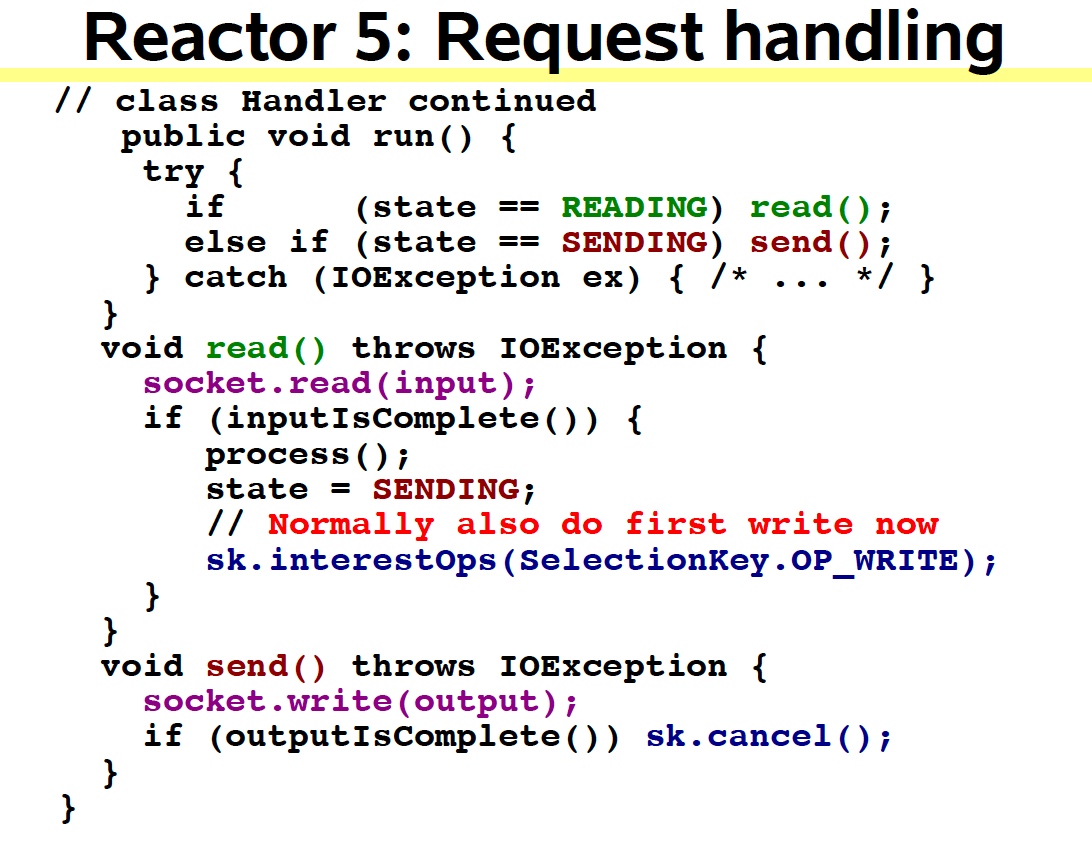 Reactor 5: Request handling
// class Handler continued
public void run() {
try {
if (state == READING) read();
else if (state == SENDING) send();
} catch (IOException ex) { /* ... */ }
}
void read() throws IOException {
socket.read(input);
if (inputIsComplete()) {
process();
state = SENDING;
// Normally also do first write now
sk.interestOps(SelectionKey.OP_WRITE);
}
}
void send() throws IOException {
socket.write(output);
if (outputIsComplete()) sk.cancel();
}
}